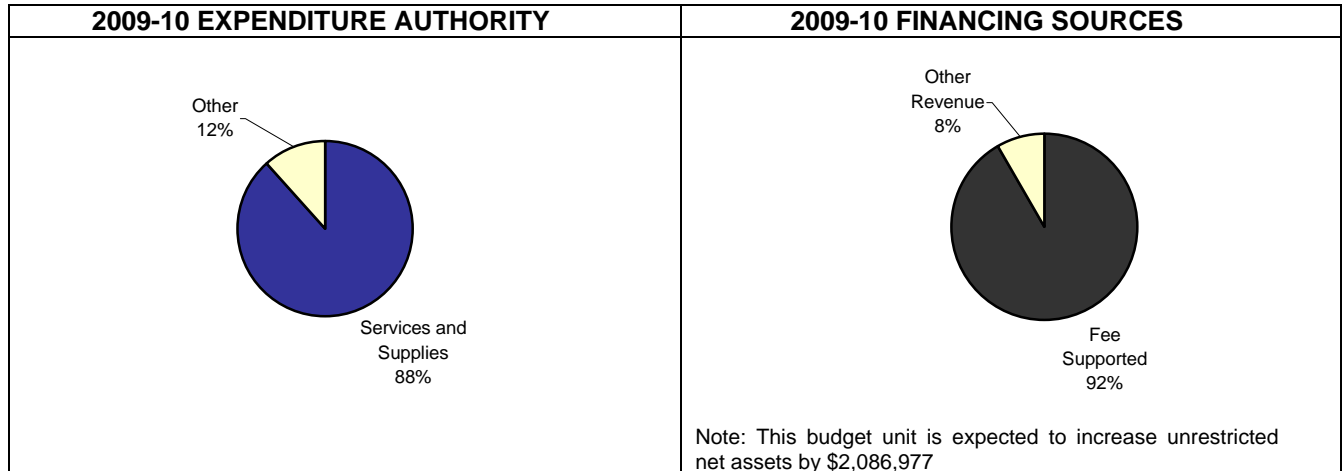 2009-10 EXPENDITURE AUTHORITY
Other
12%
Services and
Supplies
88%
2009-10 FINANCING SOURCES
Other
Revenue
8%
Fee
Supported
92%
Note: This budget unit is expected to increase unrestricted
net assets by $2,086,977